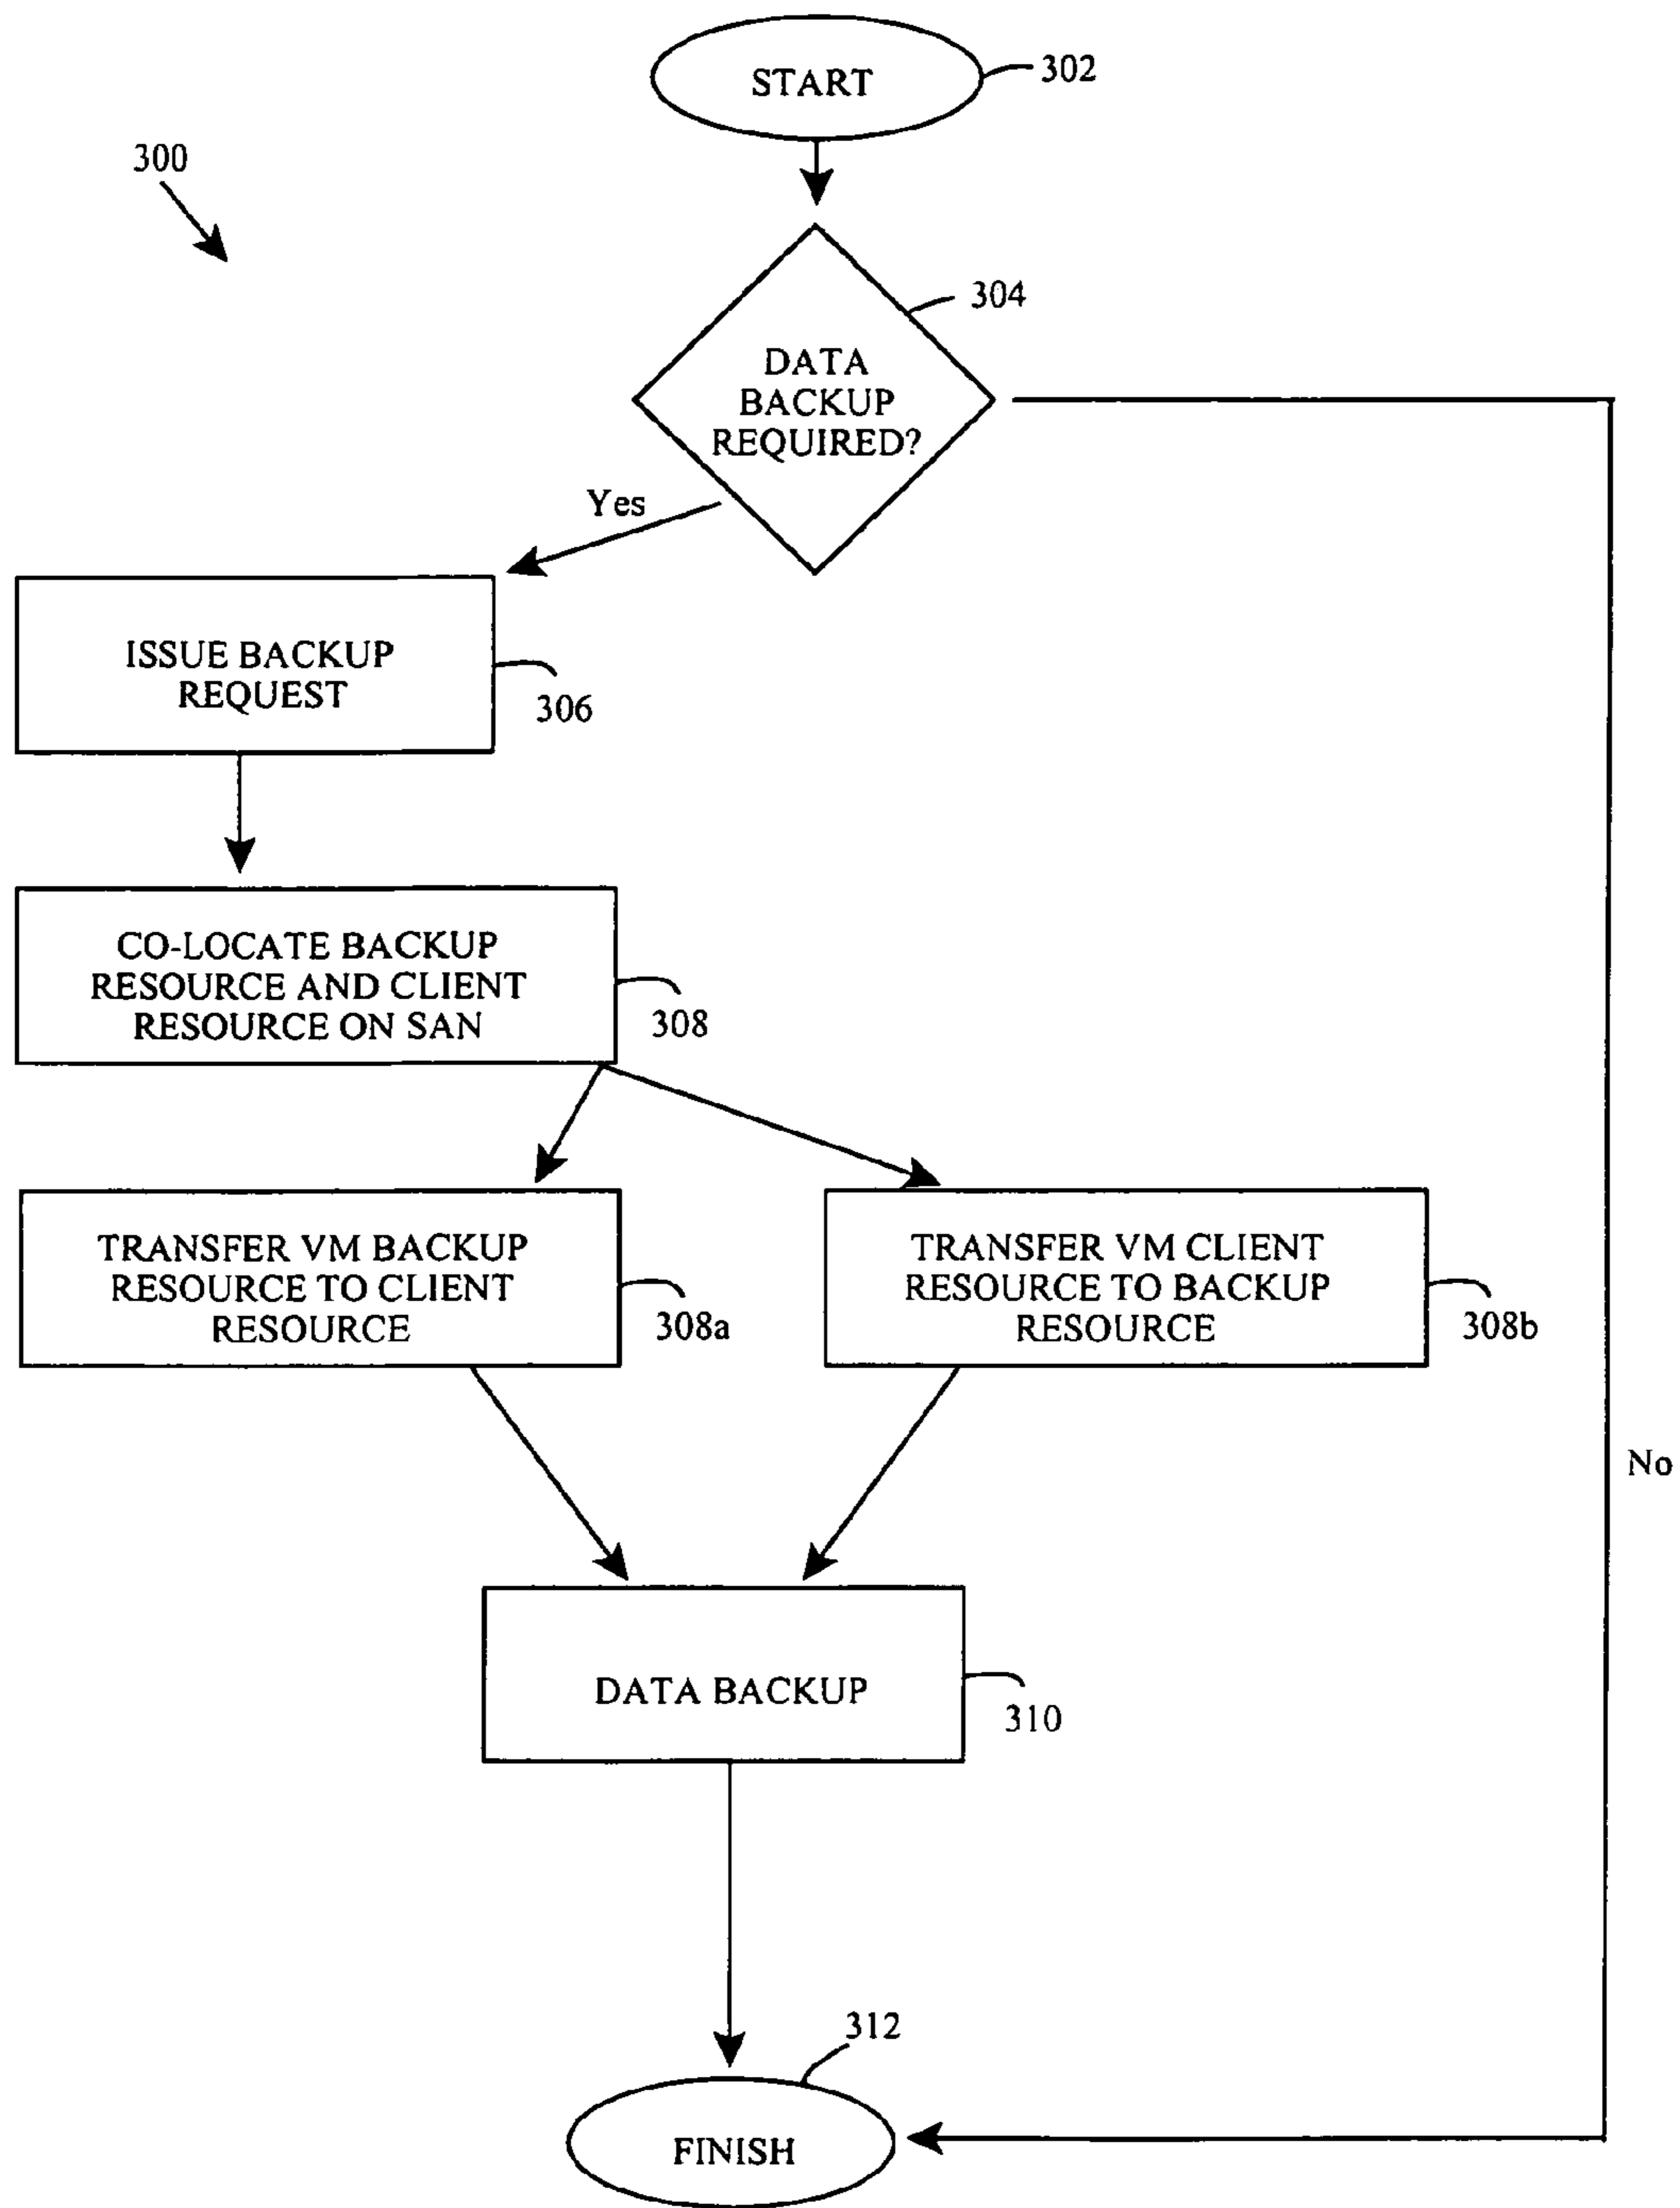 START
302
300
304
DATA
BACKUP
REQUIRED?
Yes
ISSUE BACKUP
REQUEST
306
CO-LOCATE BACKUP
RESOURCE AND CLIENT
RESOURCE ON SAN
308
TRANSFER VM BACKUP
RESOURCE TO CLIENT
RESOURCE
308a
TRANSFER VM CLIENT
RESOURCE TO BACKUP
RESOURCE
308b
No
DATA BACKUP
310
312
FINISH